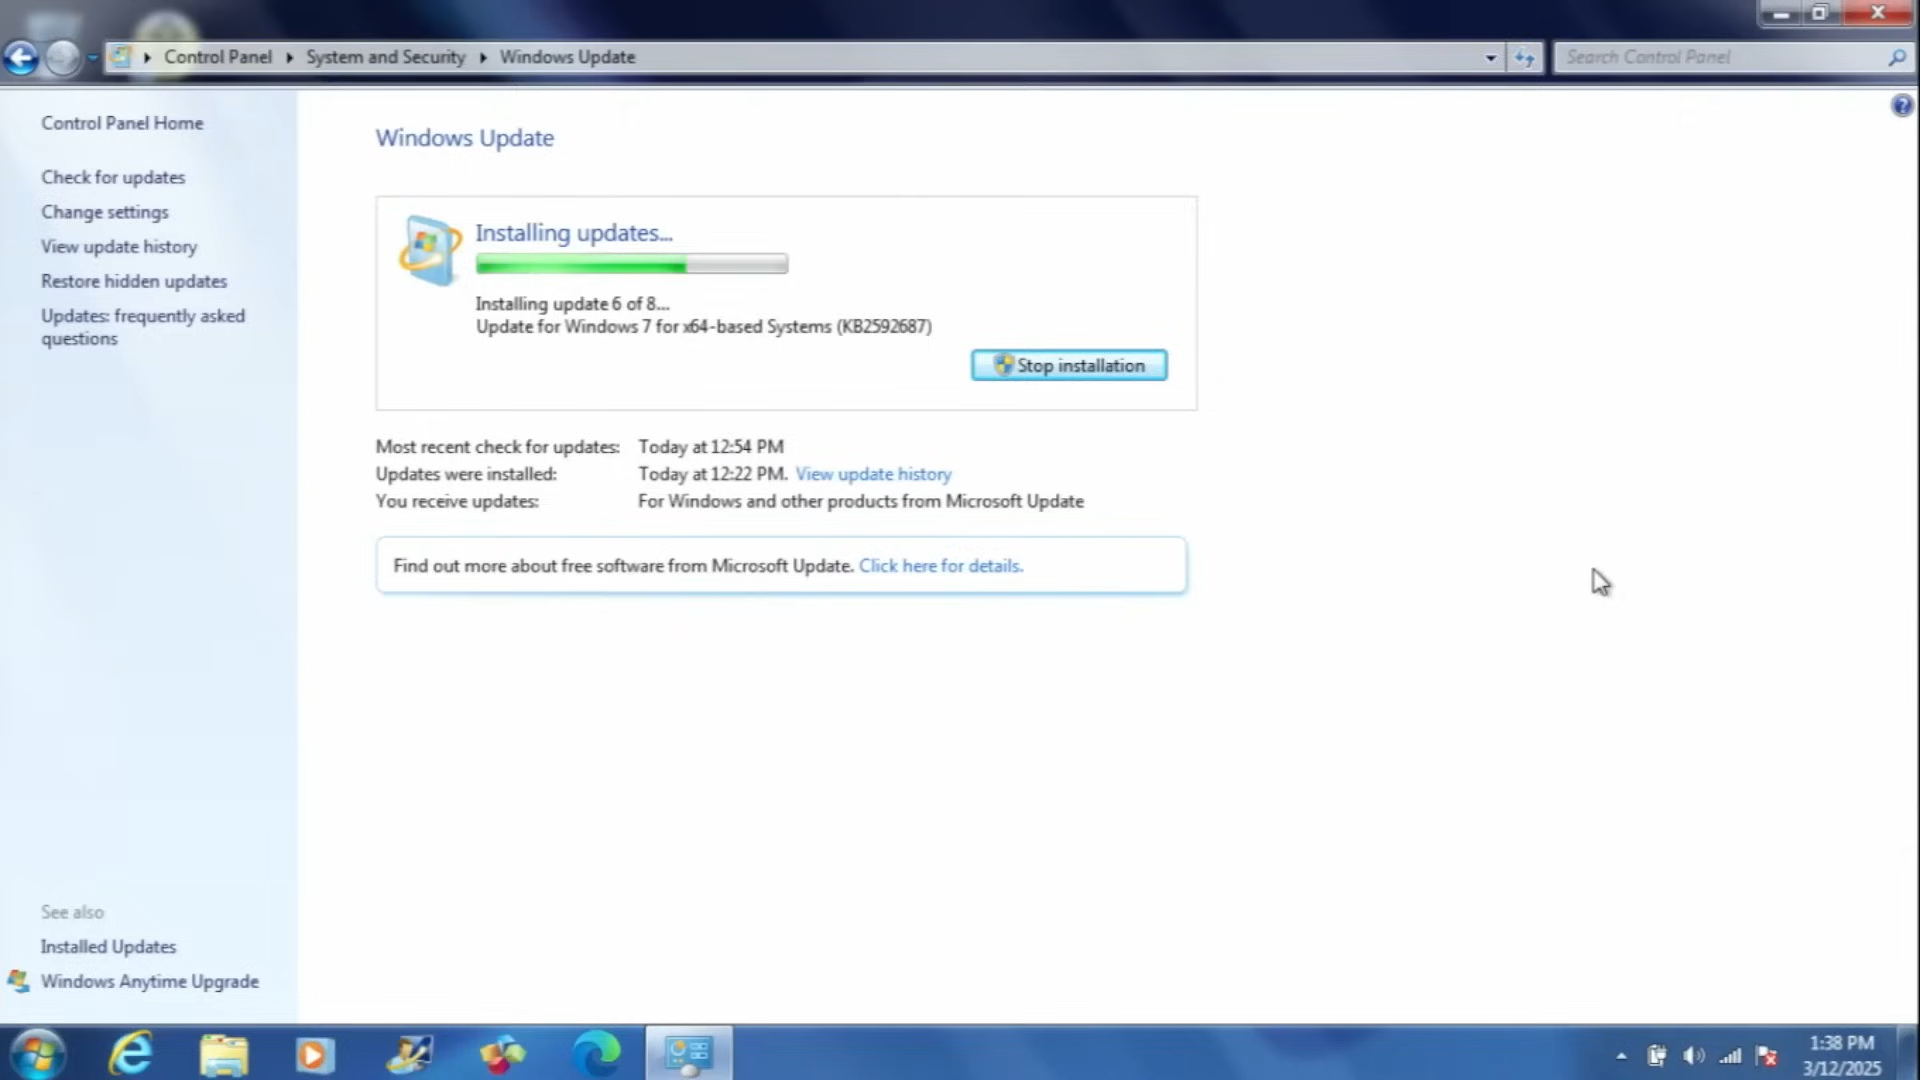 Control Panel
System and Security
Windows Update
Search Control Panel
Control Panel Home
Check for updates
Change settings
View update history
Restore hidden updates
Updates: frequently asked
questions
Windows Update
Installing updates...
Installing update 6 of 8...
Update for Windows 7 for x64-based Systems (KB2592687)
Stop installation
Most recent check for updates: Today at 12:54 PM
Updates were installed: Today at 12:22 PM. View update history
You receive updates: For Windows and other products from Microsoft Update
Find out more about free software from Microsoft Update. Click here for details.
See also
Installed Updates
Windows Anytime Upgrade
1:38 PM
3/12/2025